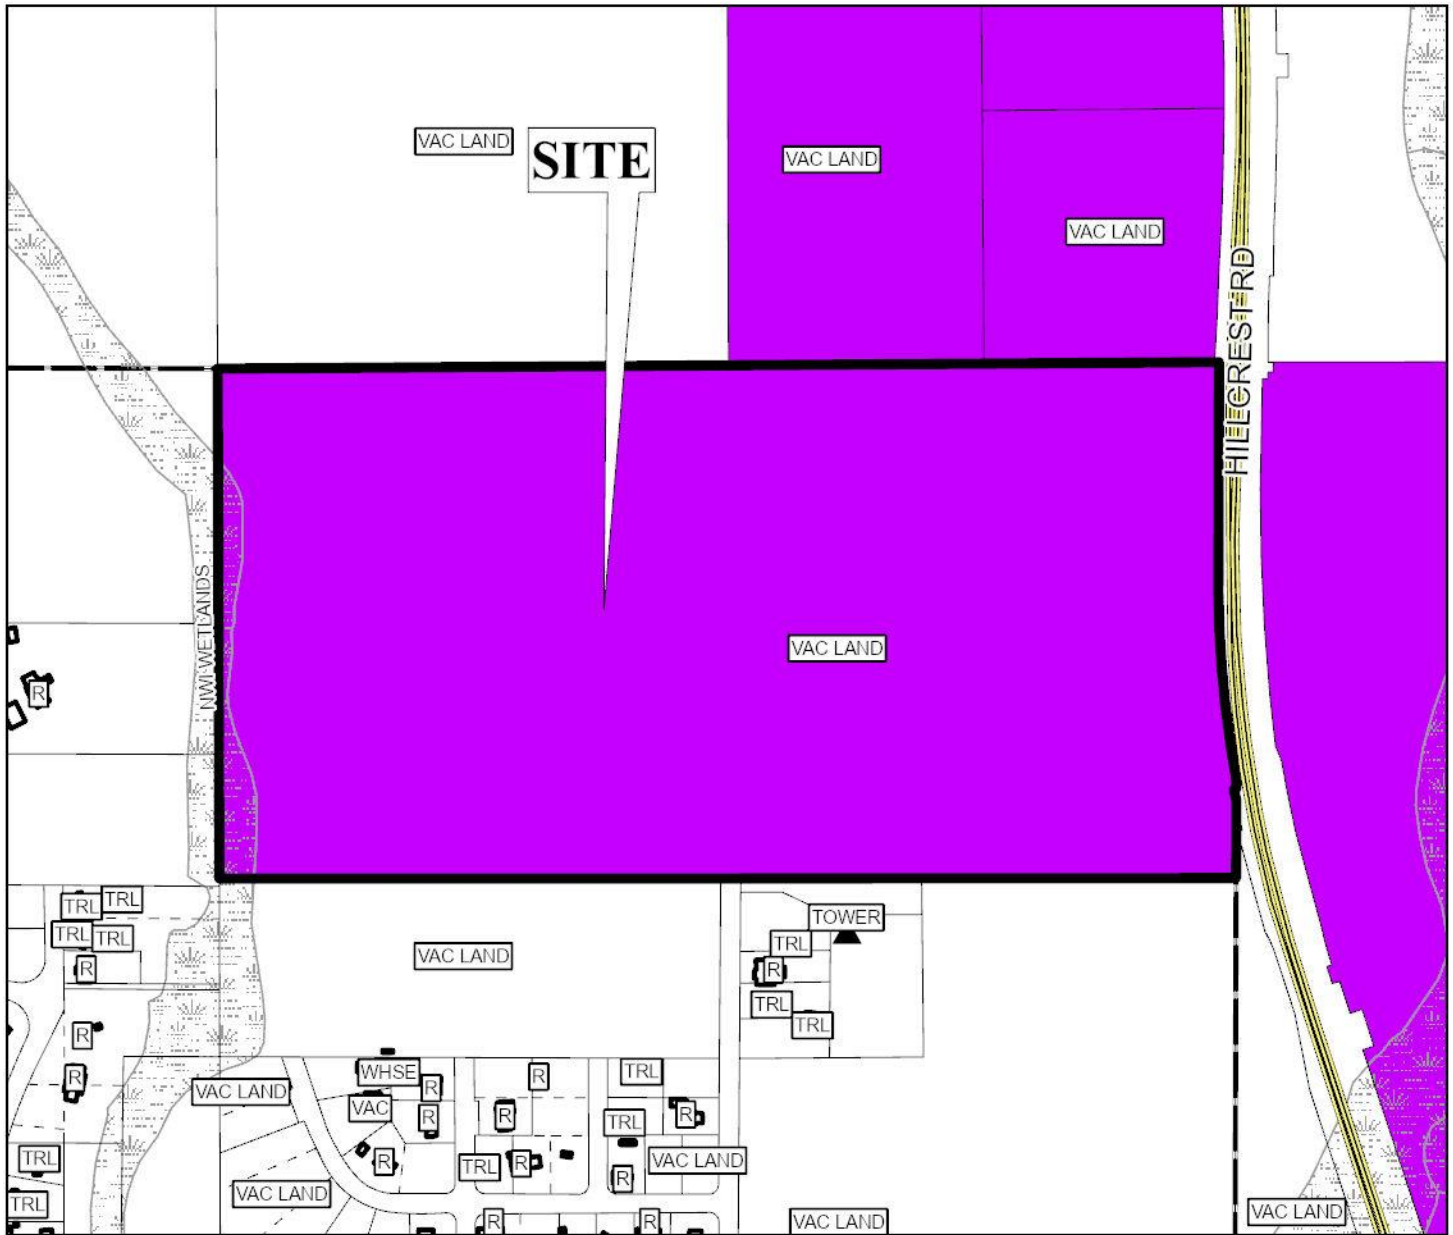 VAC LAND
SITE
VAC LAND
VAC LAND
HILLCREST RD
NWI WETLANDS
VAC LAND
R
TRL
TRL
TRL
TRL
R
VAC LAND
TOWER
TRL
R
TRL
TRL
R
R
VAC LAND
WHSE
R
VAC
R
R
R
R
TRL
R
TRL
R
TRL
R
VAC LAND
R
TRL
TRL
VAC LAND
R
R
VAC LAND
VAC LAND